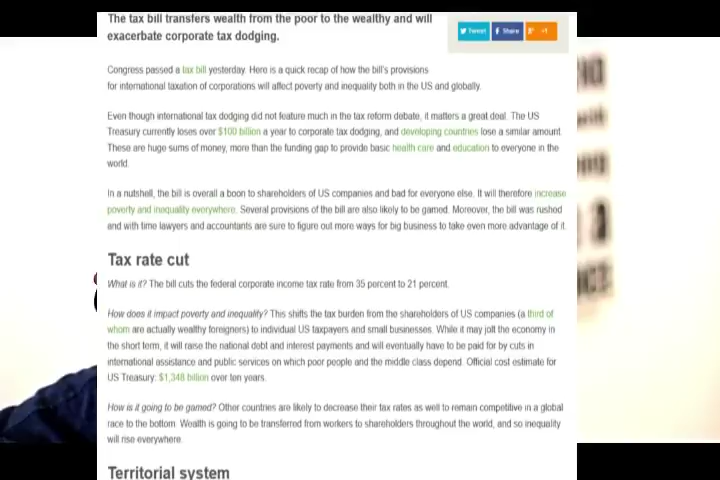 The tax bill transfers wealth from the poor to the wealthy and will
exacerbate corporate tax dodging.
Tweet
Share
+1
Congress passed a tax bill yesterday. Here is a quick recap of how the bill's provisions
for international taxation of corporations will affect poverty and inequality both in the US and globally.
Even though international tax dodging did not feature much in the tax reform debate, it matters a great deal. The US
Treasury currently loses over $100 billion a year to corporate tax dodging, and developing countries lose a similar amount.
These are huge sums of money, more than the funding gap to provide basic health care and education to everyone in the
world.
In a nutshell, the bill is overall a boon to shareholders of US companies and bad for everyone else. It will therefore increase
poverty and inequality everywhere. Several provisions of the bill are also likely to be gamed. Moreover, the bill was rushed
and with time lawyers and accountants are sure to figure out more ways for big business to take even more advantage of it.
Tax rate cut
What is it? The bill cuts the federal corporate income tax rate from 35 percent to 21 percent.
How does it impact poverty and inequality? This shifts the tax burden from the shareholders of US companies (a third of
whom are actually wealthy foreigners) to individual US taxpayers and small businesses. While it may jolt the economy in
the short term, it will raise the national debt and interest payments and will eventually have to be paid for by cuts in
international assistance and public services on which poor people and the middle class depend. Official cost estimate for
US Treasury: $1,348 billion over ten years.
How is it going to be gamed? Other countries are likely to decrease their tax rates as well to remain competitive in a global
race to the bottom. Wealth is going to be transferred from workers to shareholders throughout the world, and so inequality
will rise everywhere.
Territorial system